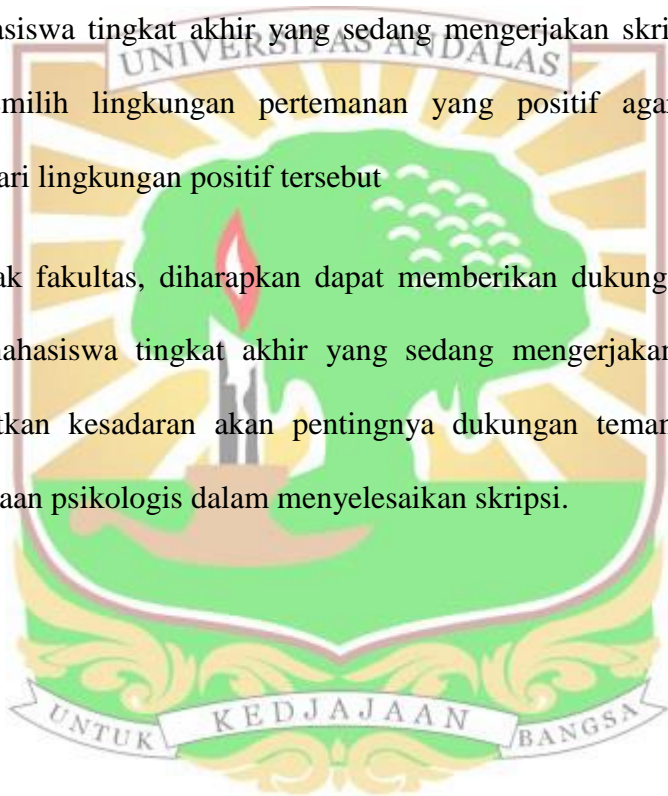 asiswa tingkat akhir yang sedang mengerjakan skri
UNIVERSITAS ANDALAS
milih lingkungan pertemanan yang positif aga
ari lingkungan positif tersebut
ak fakultas, diharapkan dapat memberikan dukung
ahasiswa tingkat akhir yang sedang mengerjakan
tkan kesadaran akan pentingnya dukungan teman
aan psikologis dalam menyelesaikan skripsi.
UNTUK KEDJAJAAN BANGSA